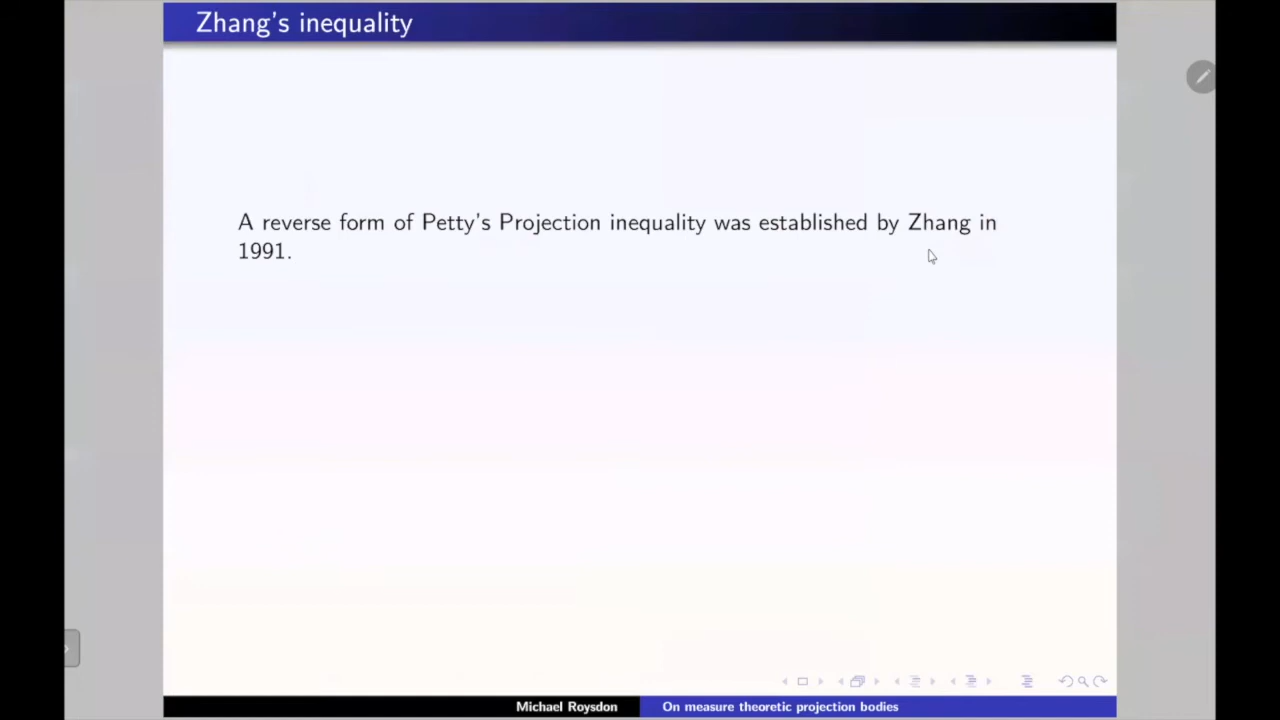 Zhang's inequality
A reverse form of Petty's Projection inequality was established by Zhang in
1991.
Michael Roysdon
On measure theoretic projection bodies